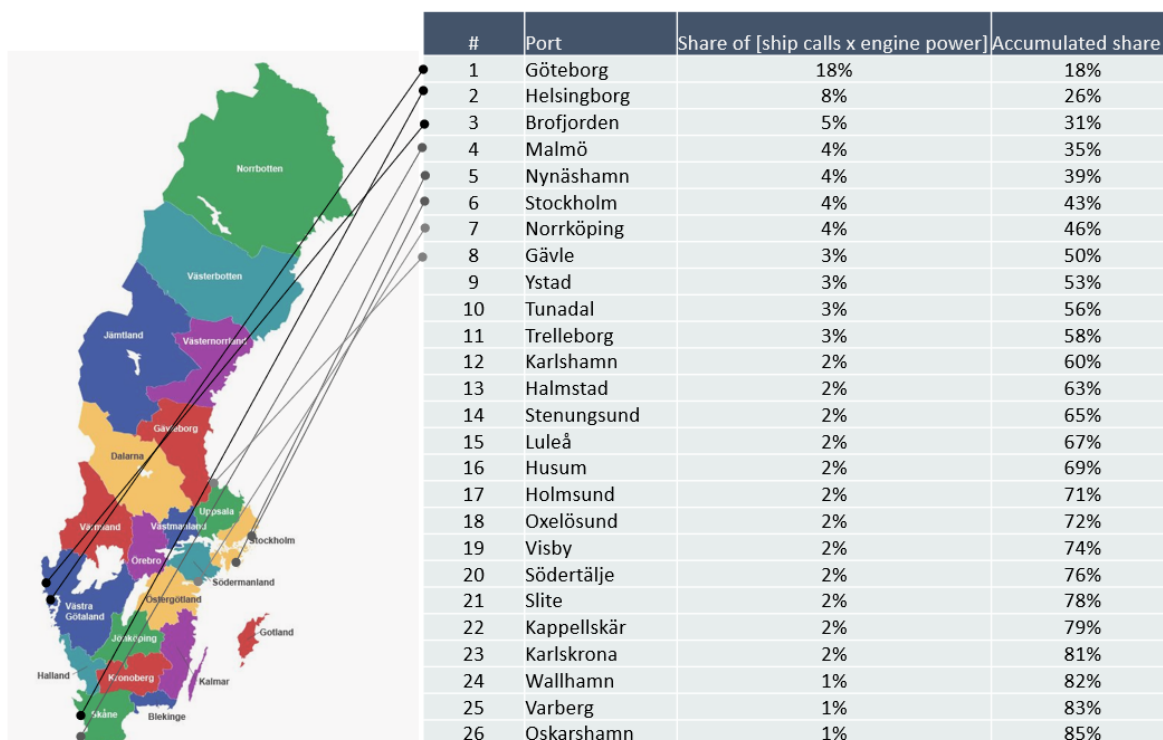 # Port Share of [ship calls x engine power] Accumulated share
1 Göteborg 18% 18%
2 Helsingborg 8% 26%
3 Brofjorden 5% 31%
4 Malmö 4% 35%
5 Nynäshamn 4% 39%
6 Stockholm 4% 43%
7 Norrköping 4% 46%
8 Gävle 3% 50%
9 Ystad 3% 53%
10 Tunadal 3% 56%
11 Trelleborg 3% 58%
12 Karlshamn 2% 60%
13 Halmstad 2% 63%
14 Stenungsund 2% 65%
15 Luleå 2% 67%
16 Husum 2% 69%
17 Holmsund 2% 71%
18 Oxelösund 2% 72%
19 Visby 2% 74%
20 Södertälje 2% 76%
21 Slite 2% 78%
22 Kappellskär 2% 79%
23 Karlskrona 2% 81%
24 Wallhamn 1% 82%
25 Varberg 1% 83%
26 Oskarshamn 1% 85%
Norrbotten
Västerbotten
Jämtland
Västernorrland
Gävleborg
Dalarna
Uppsala
Värmland
Västmanland
Stockholm
Örebro
Södermanland
Östergötland
Västra
Götaland
Gotland
Jönköping
Halland
Kronoberg
Kalmar
Skåne
Blekinge